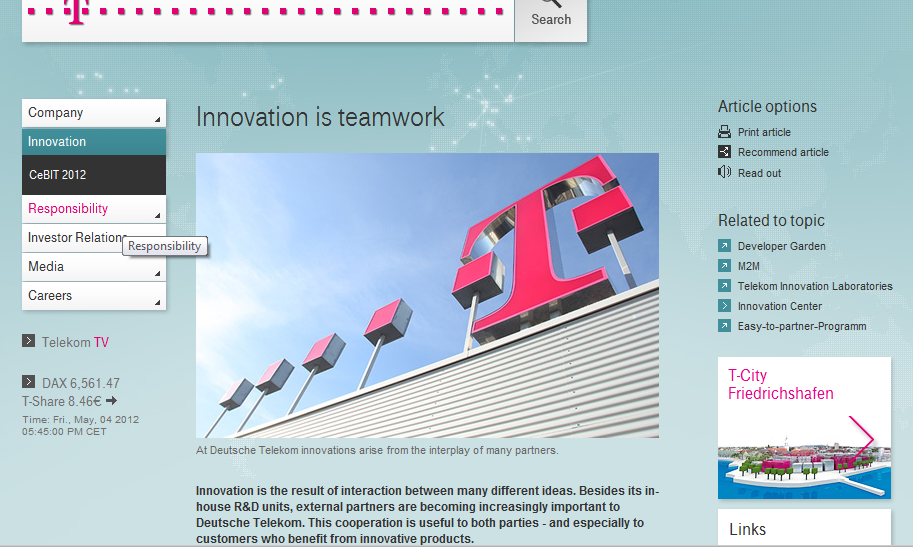 T
Search
Company
Innovation
CeBIT 2012
Responsibility
Investor Relations
Responsibility
Media
Careers
Telekom TV
DAX 6,561.47
T-Share 8.46€
Time: Fri., May, 04 2012
05:45:00 PM CET
Innovation is teamwork
T
At Deutsche Telekom innovations arise from the interplay of many partners.
Innovation is the result of interaction between many different ideas. Besides its in-
house R&D units, external partners are becoming increasingly important to
Deutsche Telekom. This cooperation is useful to both parties - and especially to
customers who benefit from innovative products.
Article options
Print article
Recommend article
Read out
Related to topic
Developer Garden
M2M
Telekom Innovation Laboratories
Innovation Center
Easy-to-partner-Programm
T-City
Friedrichshafen
Links